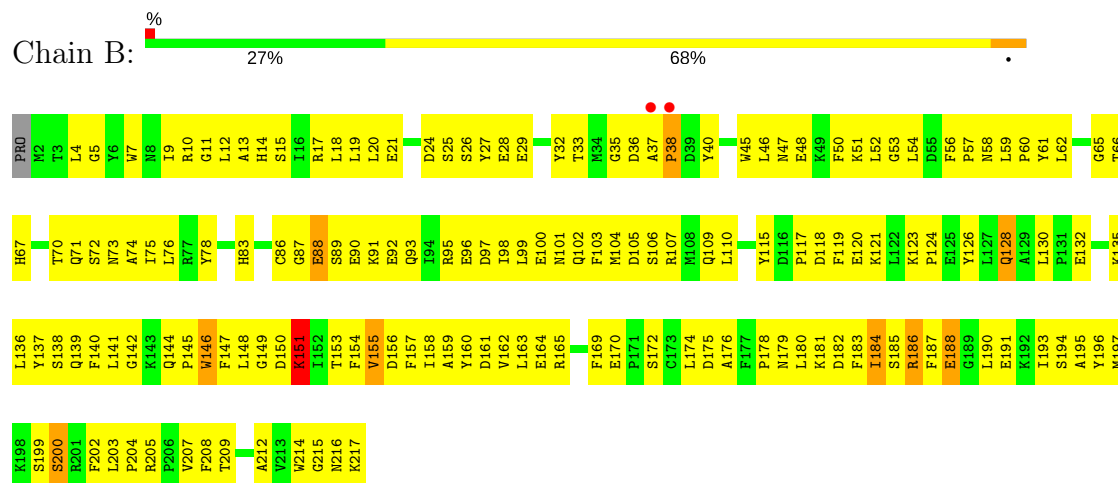 %
Chain B:
27% 68% •
PRO M2 T3 L4 G5 Y6 W7 N8 I9 R10 G11 L12 A13 H14 S15 I16 R17 L18 L19 L20 E21 D24 S25 S26 Y27 E28 E29 Y32 T33 M34 G35 D36 A37 P38 D39 Y40 W45 L46 N47 E48 K49 F50 K51 L52 G53 L54 D55 F56 P57 N58 L59 P60 Y61 L62 G65 T66
H67 T70 Q71 S72 N73 A74 I75 L76 R77 Y78 H83 C86 G87 E88 S89 E90 K91 E92 Q93 I94 R95 E96 D97 I98 L99 E100 N101 Q102 F103 M104 D105 S106 R107 M108 Q109 L110 Y115 D116 P117 D118 F119 E120 K121 L122 K123 P124 E125 Y126 L127 Q128 A129 L130 P131 E132 K135
L136 Y137 S138 Q139 F140 L141 G142 K143 Q144 P145 W146 F147 L148 G149 D150 K151 I152 T153 F154 V155 D156 F157 I158 A159 Y160 D161 V162 L163 E164 R165 F169 E170 P171 S172 C173 L174 D175 A176 F177 P178 N179 L180 K181 D182 F183 I184 S185 R186 F187 E188 G189 L190 E191 K192 I193 S194 A195 Y196 M197
K198 S199 S200 R201 F202 L203 P204 R205 P206 V207 F208 T209 A212 V213 W214 G215 N216 K217